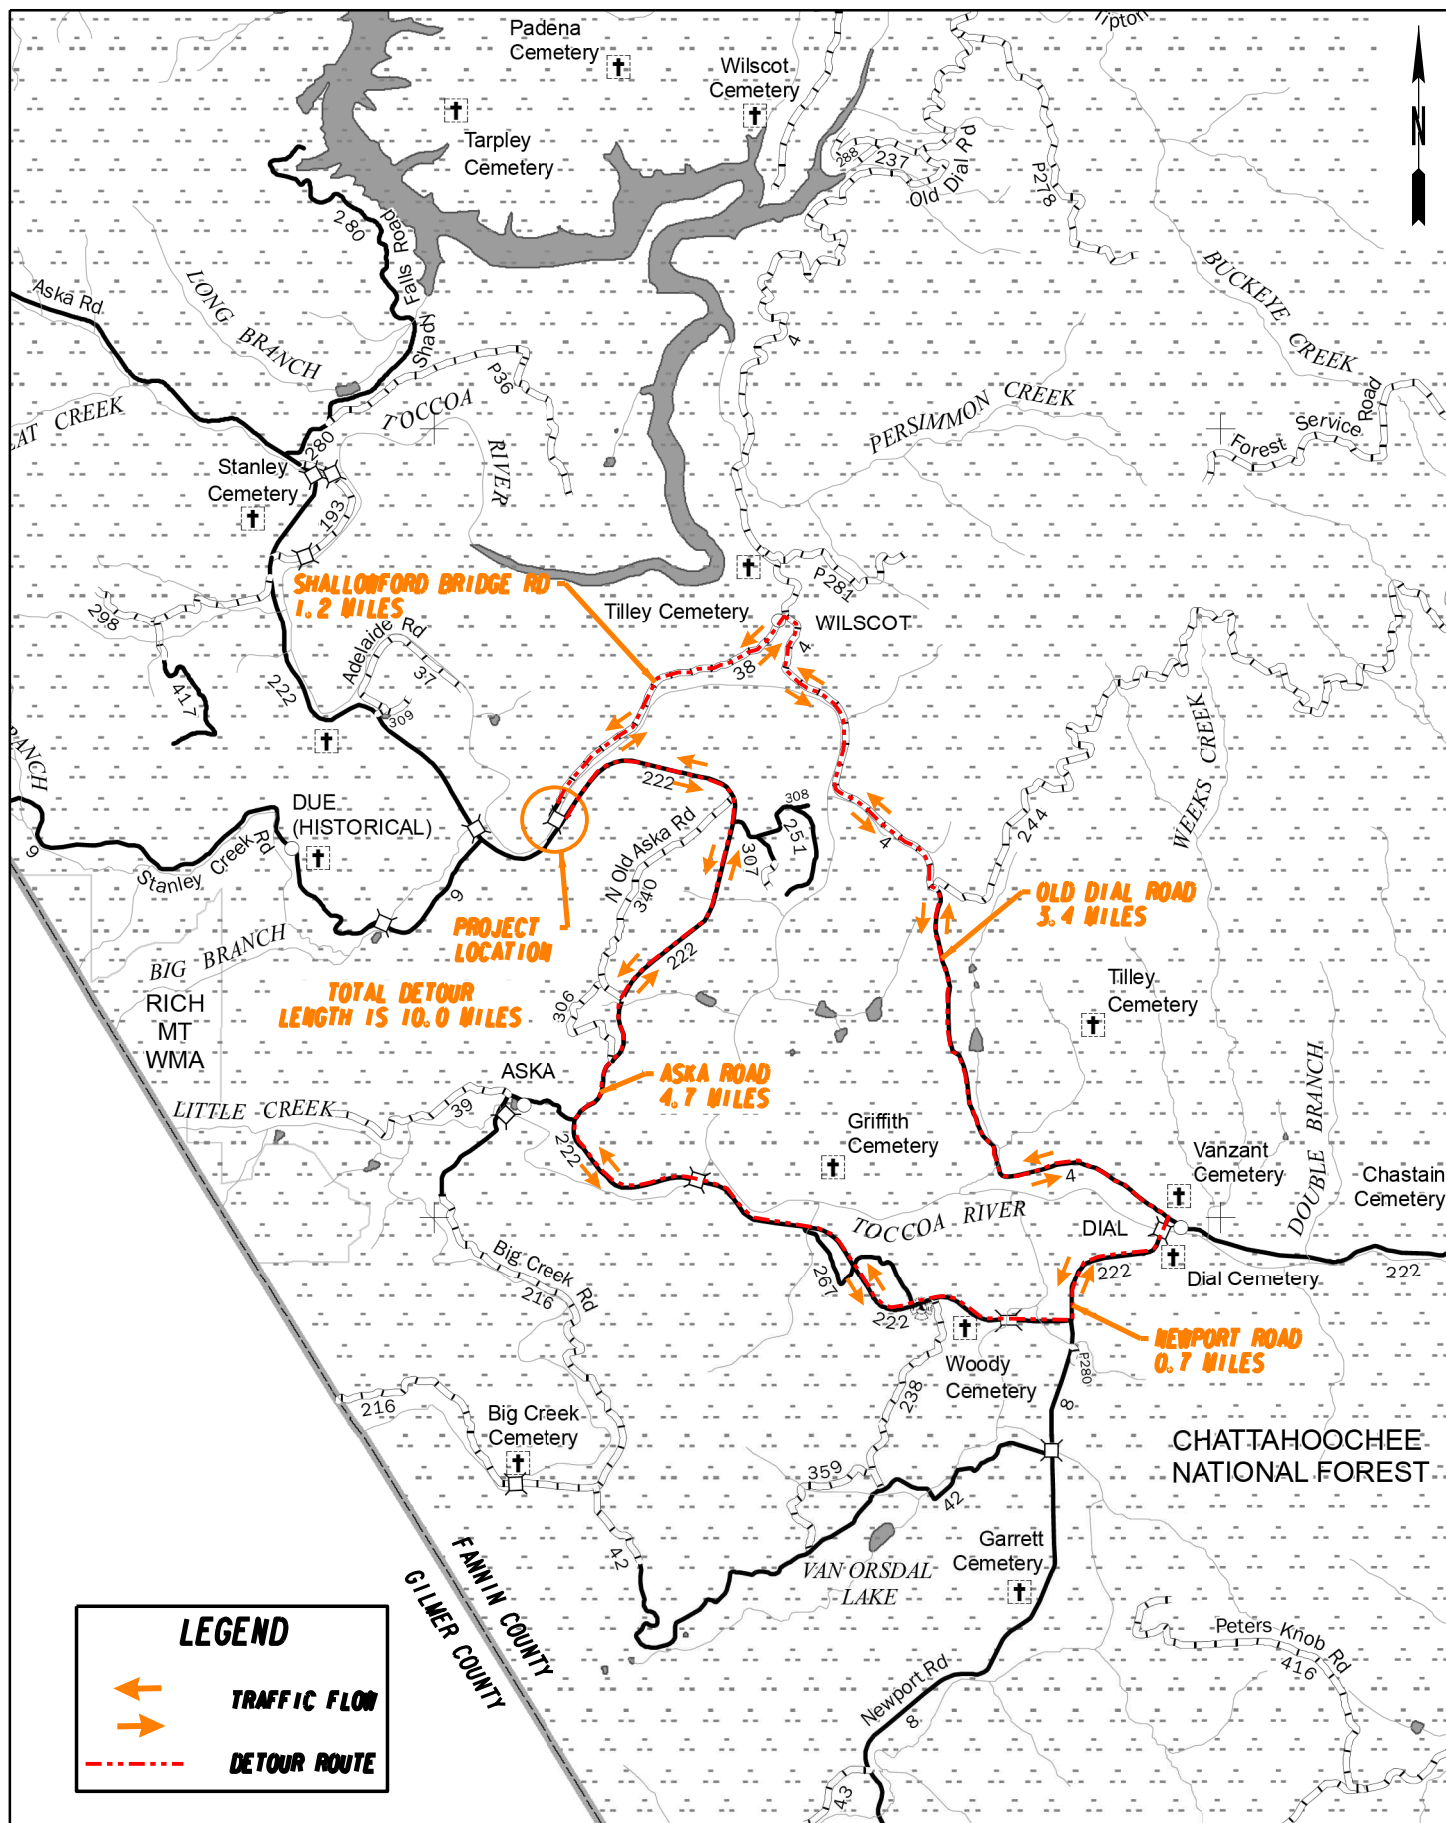 Tipton
Padena
Cemetery
Wilscot
Cemetery
Tarpley
Cemetery
N
288
237
Old Dial Rd
P278
280
Shady Falls Road
LONG BRANCH
Aska Rd
BUCKEYE CREEK
4
P36
TOCCOA RIVER
CREEK
PERSIMMON CREEK
Forest Service Road
280
Stanley
Cemetery
193
SHALLOWFORD BRIDGE RD
1.2 MILES
P281
298
Tilley Cemetery
WILSCOT
Adelaide Rd
37
38
4
417
222
309
WEEKS CREEK
BRANCH
222
308
251
307
DUE
(HISTORICAL)
N Old Aska Rd
340
4
244
9
Stanley Creek Rd
9
OLD DIAL ROAD
3.4 MILES
PROJECT
LOCATION
BIG BRANCH
222
RICH
MT
WMA
TOTAL DETOUR
LENGTH IS 10.0 MILES
306
Tilley
Cemetery
ASKA
ASKA ROAD
4.7 MILES
LITTLE CREEK
39
DOUBLE BRANCH
Griffith
Cemetery
222
Vanzant
Cemetery
Chastain
Cemetery
4
TOCCOA RIVER
DIAL
Big Creek Rd
216
267
222
222
Dial Cemetery
222
NEWPORT ROAD
0.7 MILES
Woody
Cemetery
P280
238
216
8
Big Creek
Cemetery
CHATTAHOOCHEE
NATIONAL FOREST
359
42
Garrett
Cemetery
42
VAN ORSDAL
LAKE
FANNIN COUNTY
GILMER COUNTY
LEGEND
TRAFFIC FLOW
DETOUR ROUTE
Peters Knob Rd
416
Newport Rd
8
43